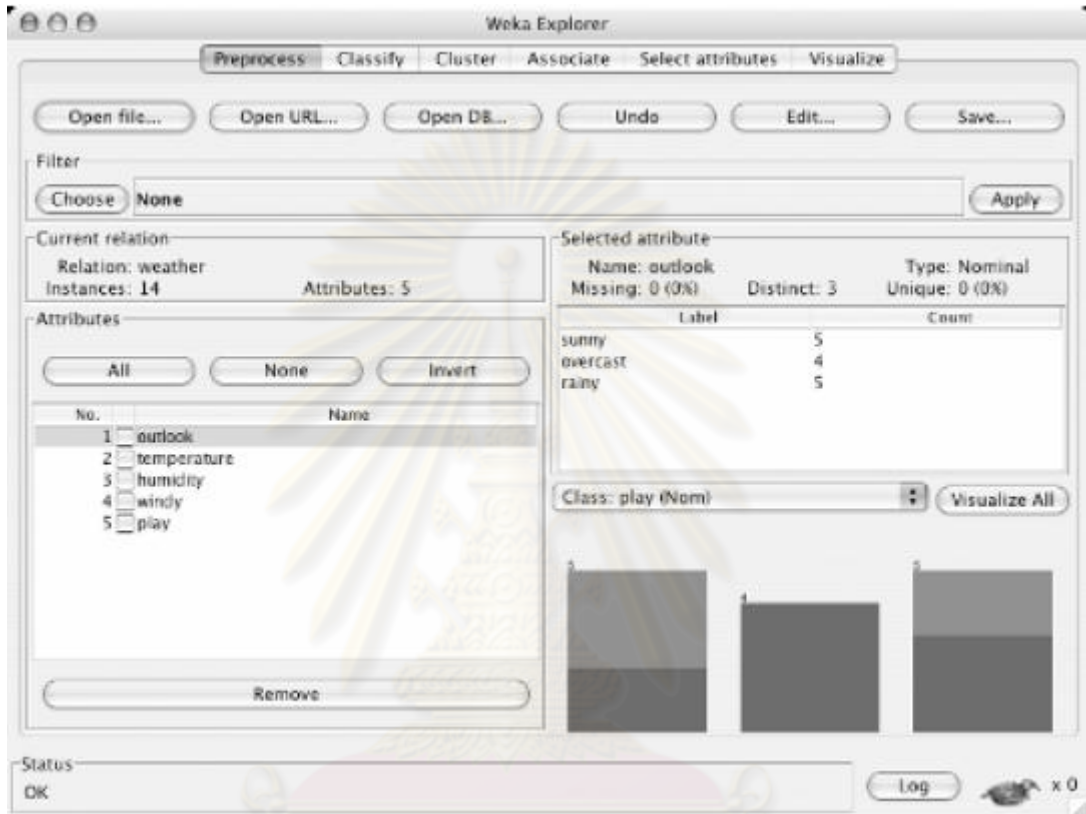 Weka Explorer
Preprocess Classify Cluster Associate Select attributes Visualize
Open file... Open URL... Open DB... Undo Edit... Save...
Filter
Choose None Apply
Current relation
Relation: weather
Instances: 14 Attributes: 5
Selected attribute
Name: outlook Type: Nominal
Missing: 0 (0%) Distinct: 3 Unique: 0 (0%)
Label Count
sunny 5
overcast 4
rainy 5
Attributes
All None Invert
No. Name
1 outlook
2 temperature
3 humidity
4 windy
5 play
Remove
Class: play (Nom) Visualize All
5 4 5
Status
OK
Log x 0